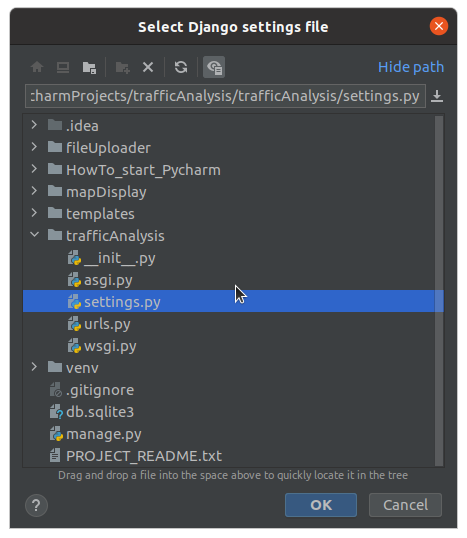 Select Django settings file
Hide path
charmProjects/trafficAnalysis/trafficAnalysis/settings.py
.idea
fileUploader
HowTo_start_Pycharm
mapDisplay
templates
trafficAnalysis
__init__.py
asgi.py
settings.py
urls.py
wsgi.py
venv
.gitignore
db.sqlite3
manage.py
PROJECT_README.txt
Drag and drop a file into the space above to quickly locate it in the tree
?
OK
Cancel